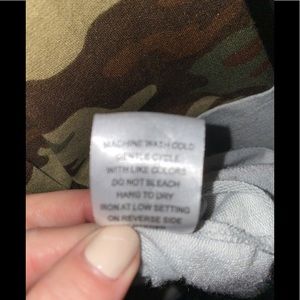 MACHINE WASH COLD
GENTLE CYCLE
WITH LIKE COLORS
DO NOT BLEACH
HANG TO DRY
IRON AT LOW SETTING
ON REVERSE SIDE